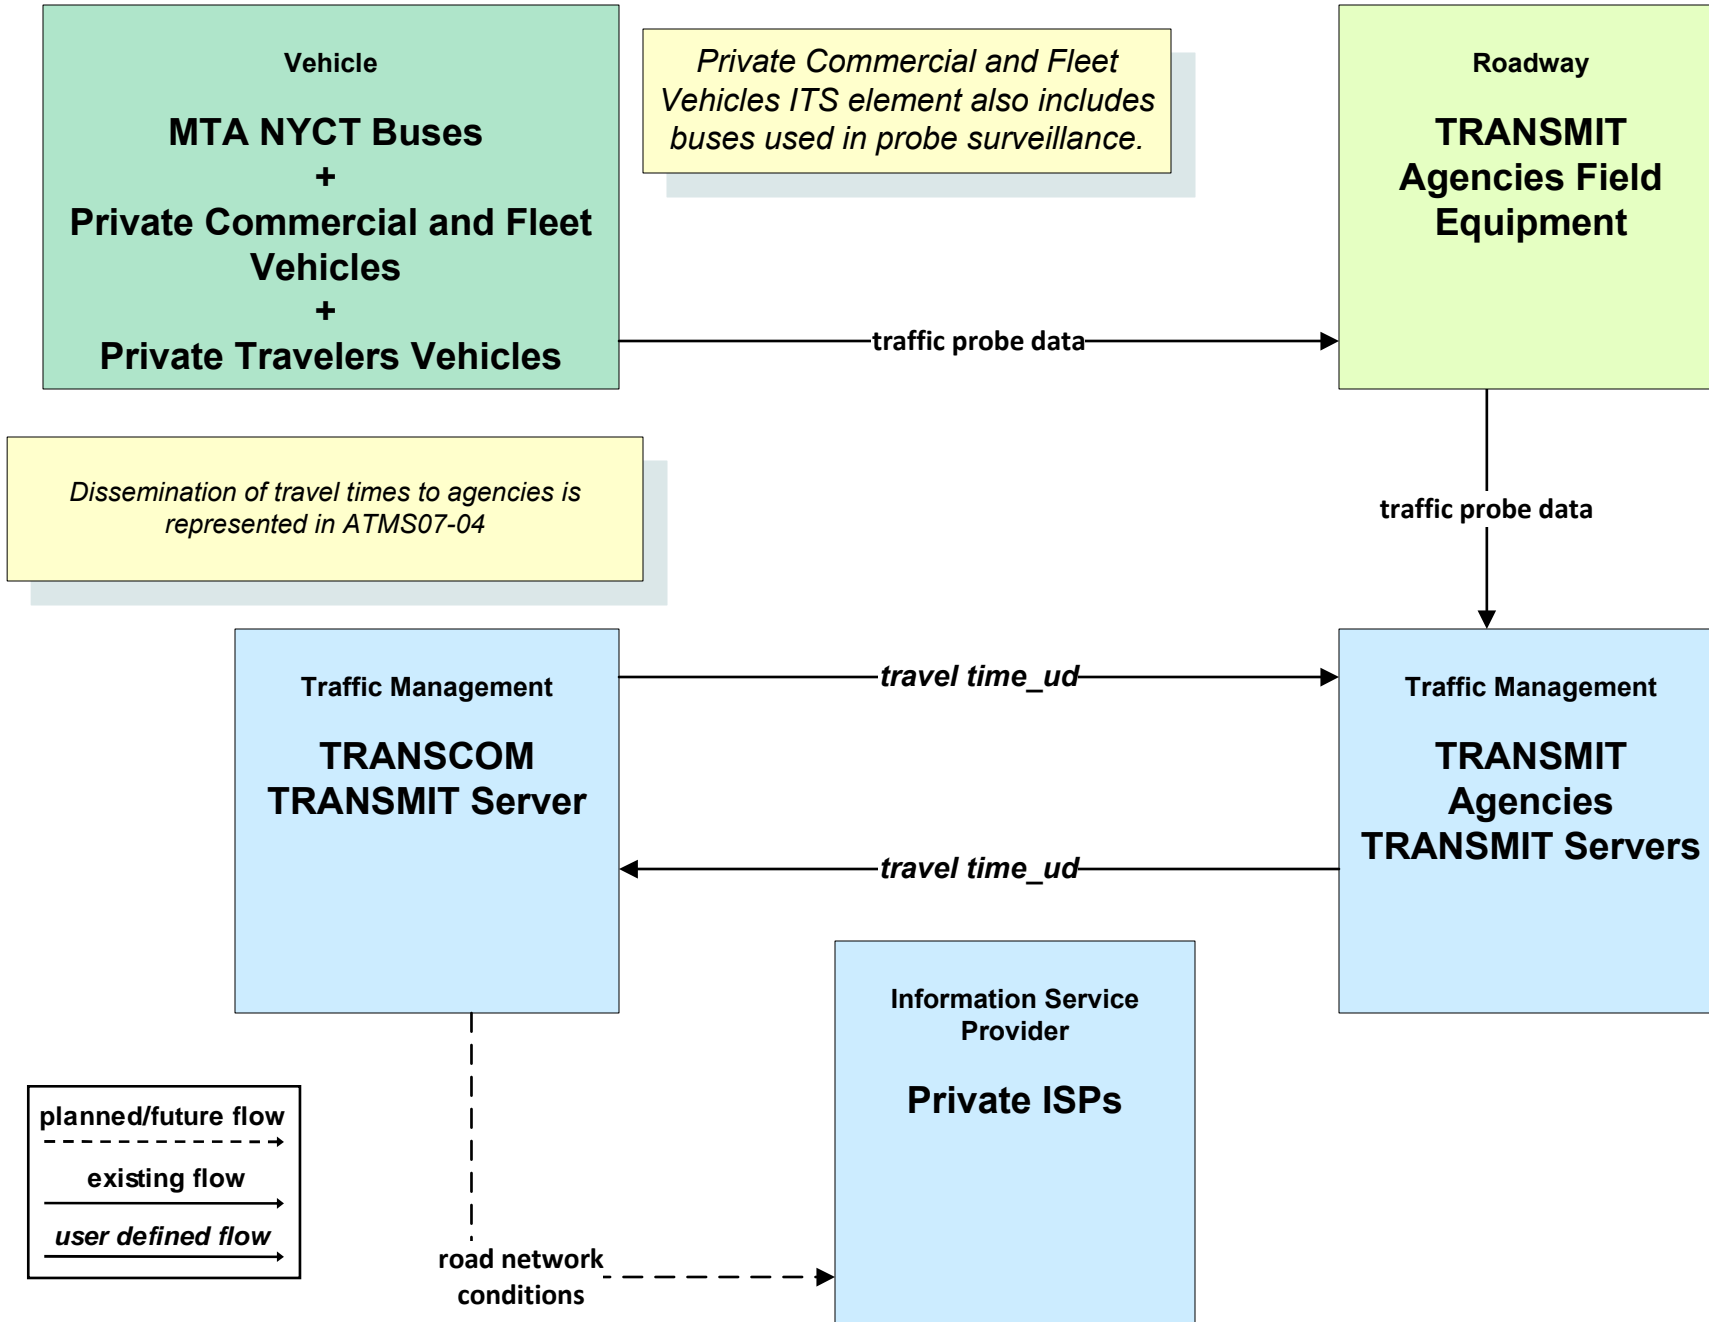 Vehicle
MTA NYCT Buses
+
Private Commercial and Fleet
Vehicles
+
Private Travelers Vehicles
Private Commercial and Fleet
Vehicles ITS element also includes
buses used in probe surveillance.
Roadway
TRANSMIT
Agencies Field
Equipment
traffic probe data
Dissemination of travel times to agencies is
represented in ATMS07-04
traffic probe data
Traffic Management
TRANSCOM
TRANSMIT Server
travel time_ud
travel time_ud
Traffic Management
TRANSMIT
Agencies
TRANSMIT Servers
Information Service
Provider
Private ISPs
planned/future flow
existing flow
user defined flow
road network
conditions